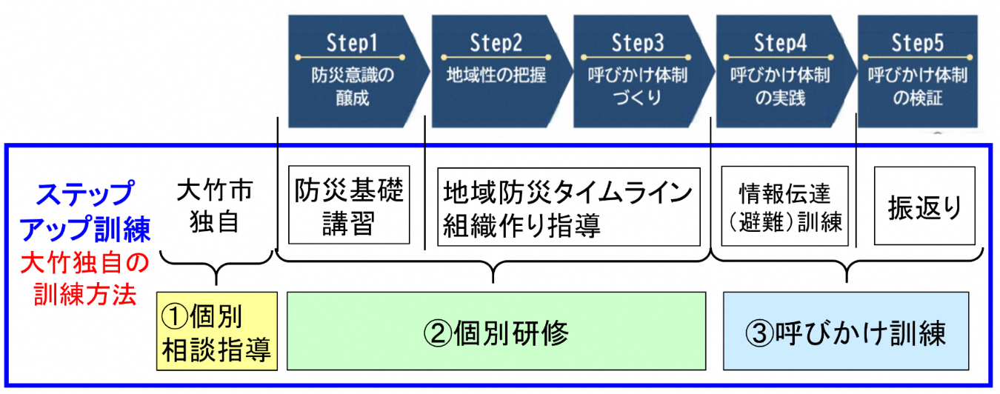 Step1
防災意識の
醸成
Step2
地域性の把握
Step3
呼びかけ体制
づくり
Step4
呼びかけ体制
の実践
Step5
呼びかけ体制
の検証
ステップ
アップ訓練
大竹独自の
訓練方法
大竹市
独自
防災基礎
講習
地域防災タイムライン
組織作り指導
情報伝達
(避難)訓練
振返り
①個別
相談指導
②個別研修
③呼びかけ訓練